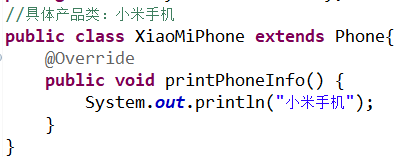 //具体产品类：小米手机
public class XiaoMiPhone extends Phone{
    @Override
    public void printPhoneInfo() {
        System.out.println("小米手机");
    }
}